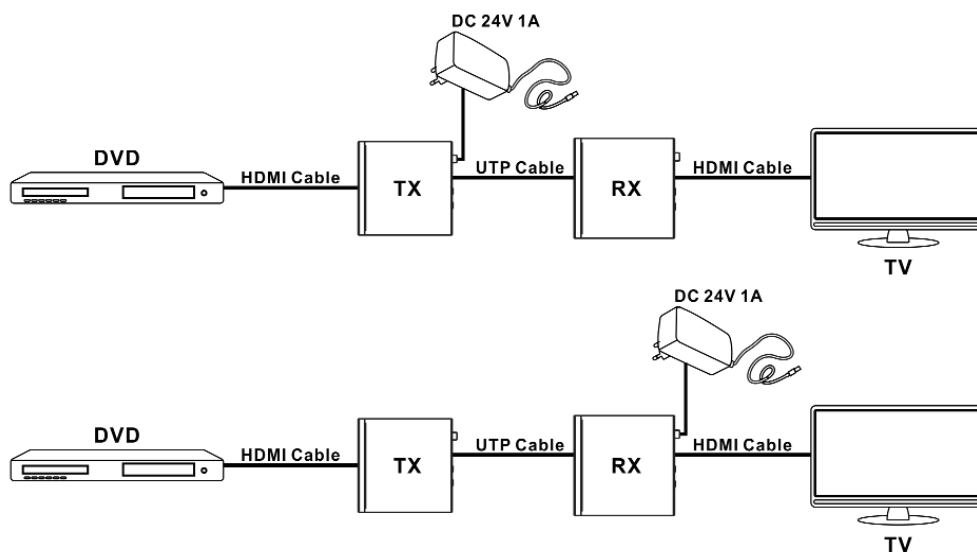 DC 24V 1A
DVD
HDMI Cable
TX
UTP Cable
RX
HDMI Cable
TV
DC 24V 1A
DVD
HDMI Cable
TX
UTP Cable
RX
HDMI Cable
TV